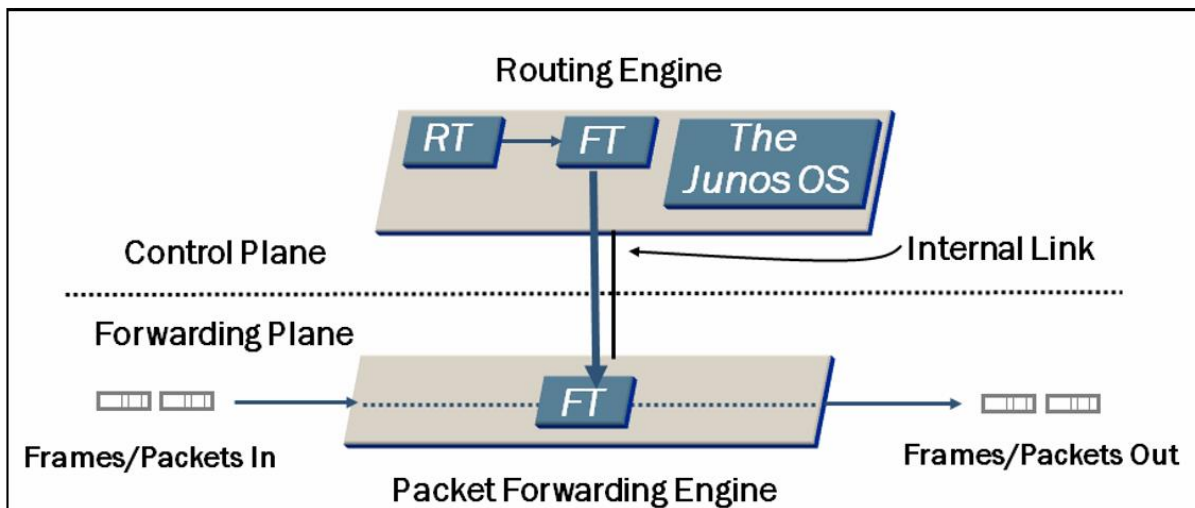 Routing Engine
RT
FT
The
Junos OS
Control Plane
Internal Link
Forwarding Plane
FT
Frames/Packets In
Frames/Packets Out
Packet Forwarding Engine